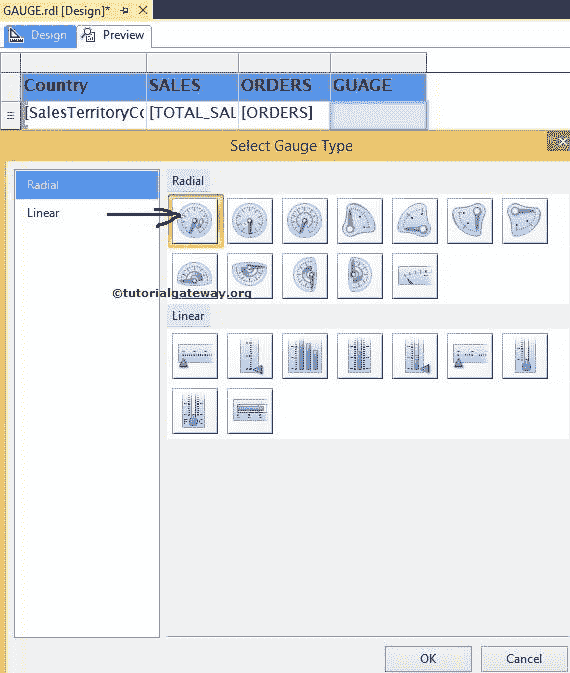 GAUGE.rdl [Design]*
Design Preview
Country SALES ORDERS GUAGE
[SalesTerritoryCo [TOTAL_SAL [ORDERS]
Select Gauge Type
Radial
Linear
Radial
©tutorialgateway.org
Linear
OK Cancel